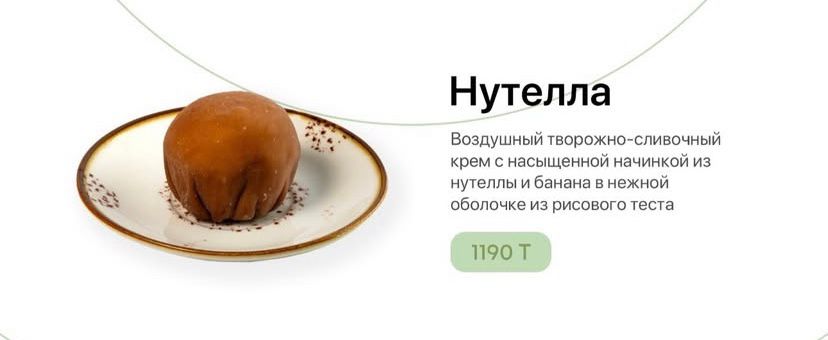 Нутелла
Воздушный творожно-сливочный
крем с насыщенной начинкой из
нутеллы и банана в нежной
оболочке из рисового теста
1190 Т